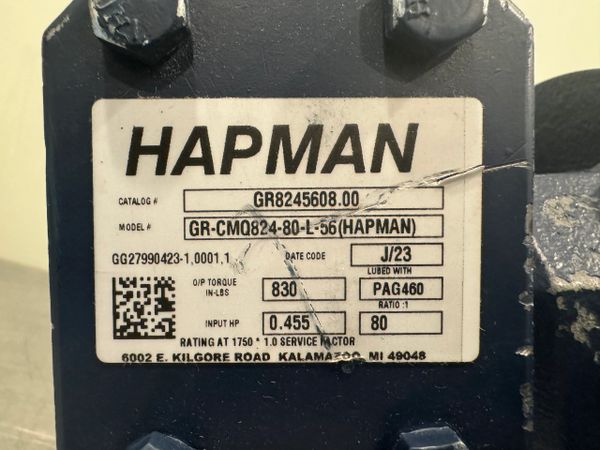 HAPMAN
CATALOG # GR8245608.00
MODEL # GR-CMQ824-80-L-56(HAPMAN)
GG27990423-1,0001,1 DATE CODE J/23
LUBED WITH
O/P TORQUE IN-LBS 830 PAG460
RATIO :1
INPUT HP 0.455 80
RATING AT 1750 * 1.0 SERVICE FACTOR
6002 E. KILGORE ROAD KALAMAZOO, MI 49048